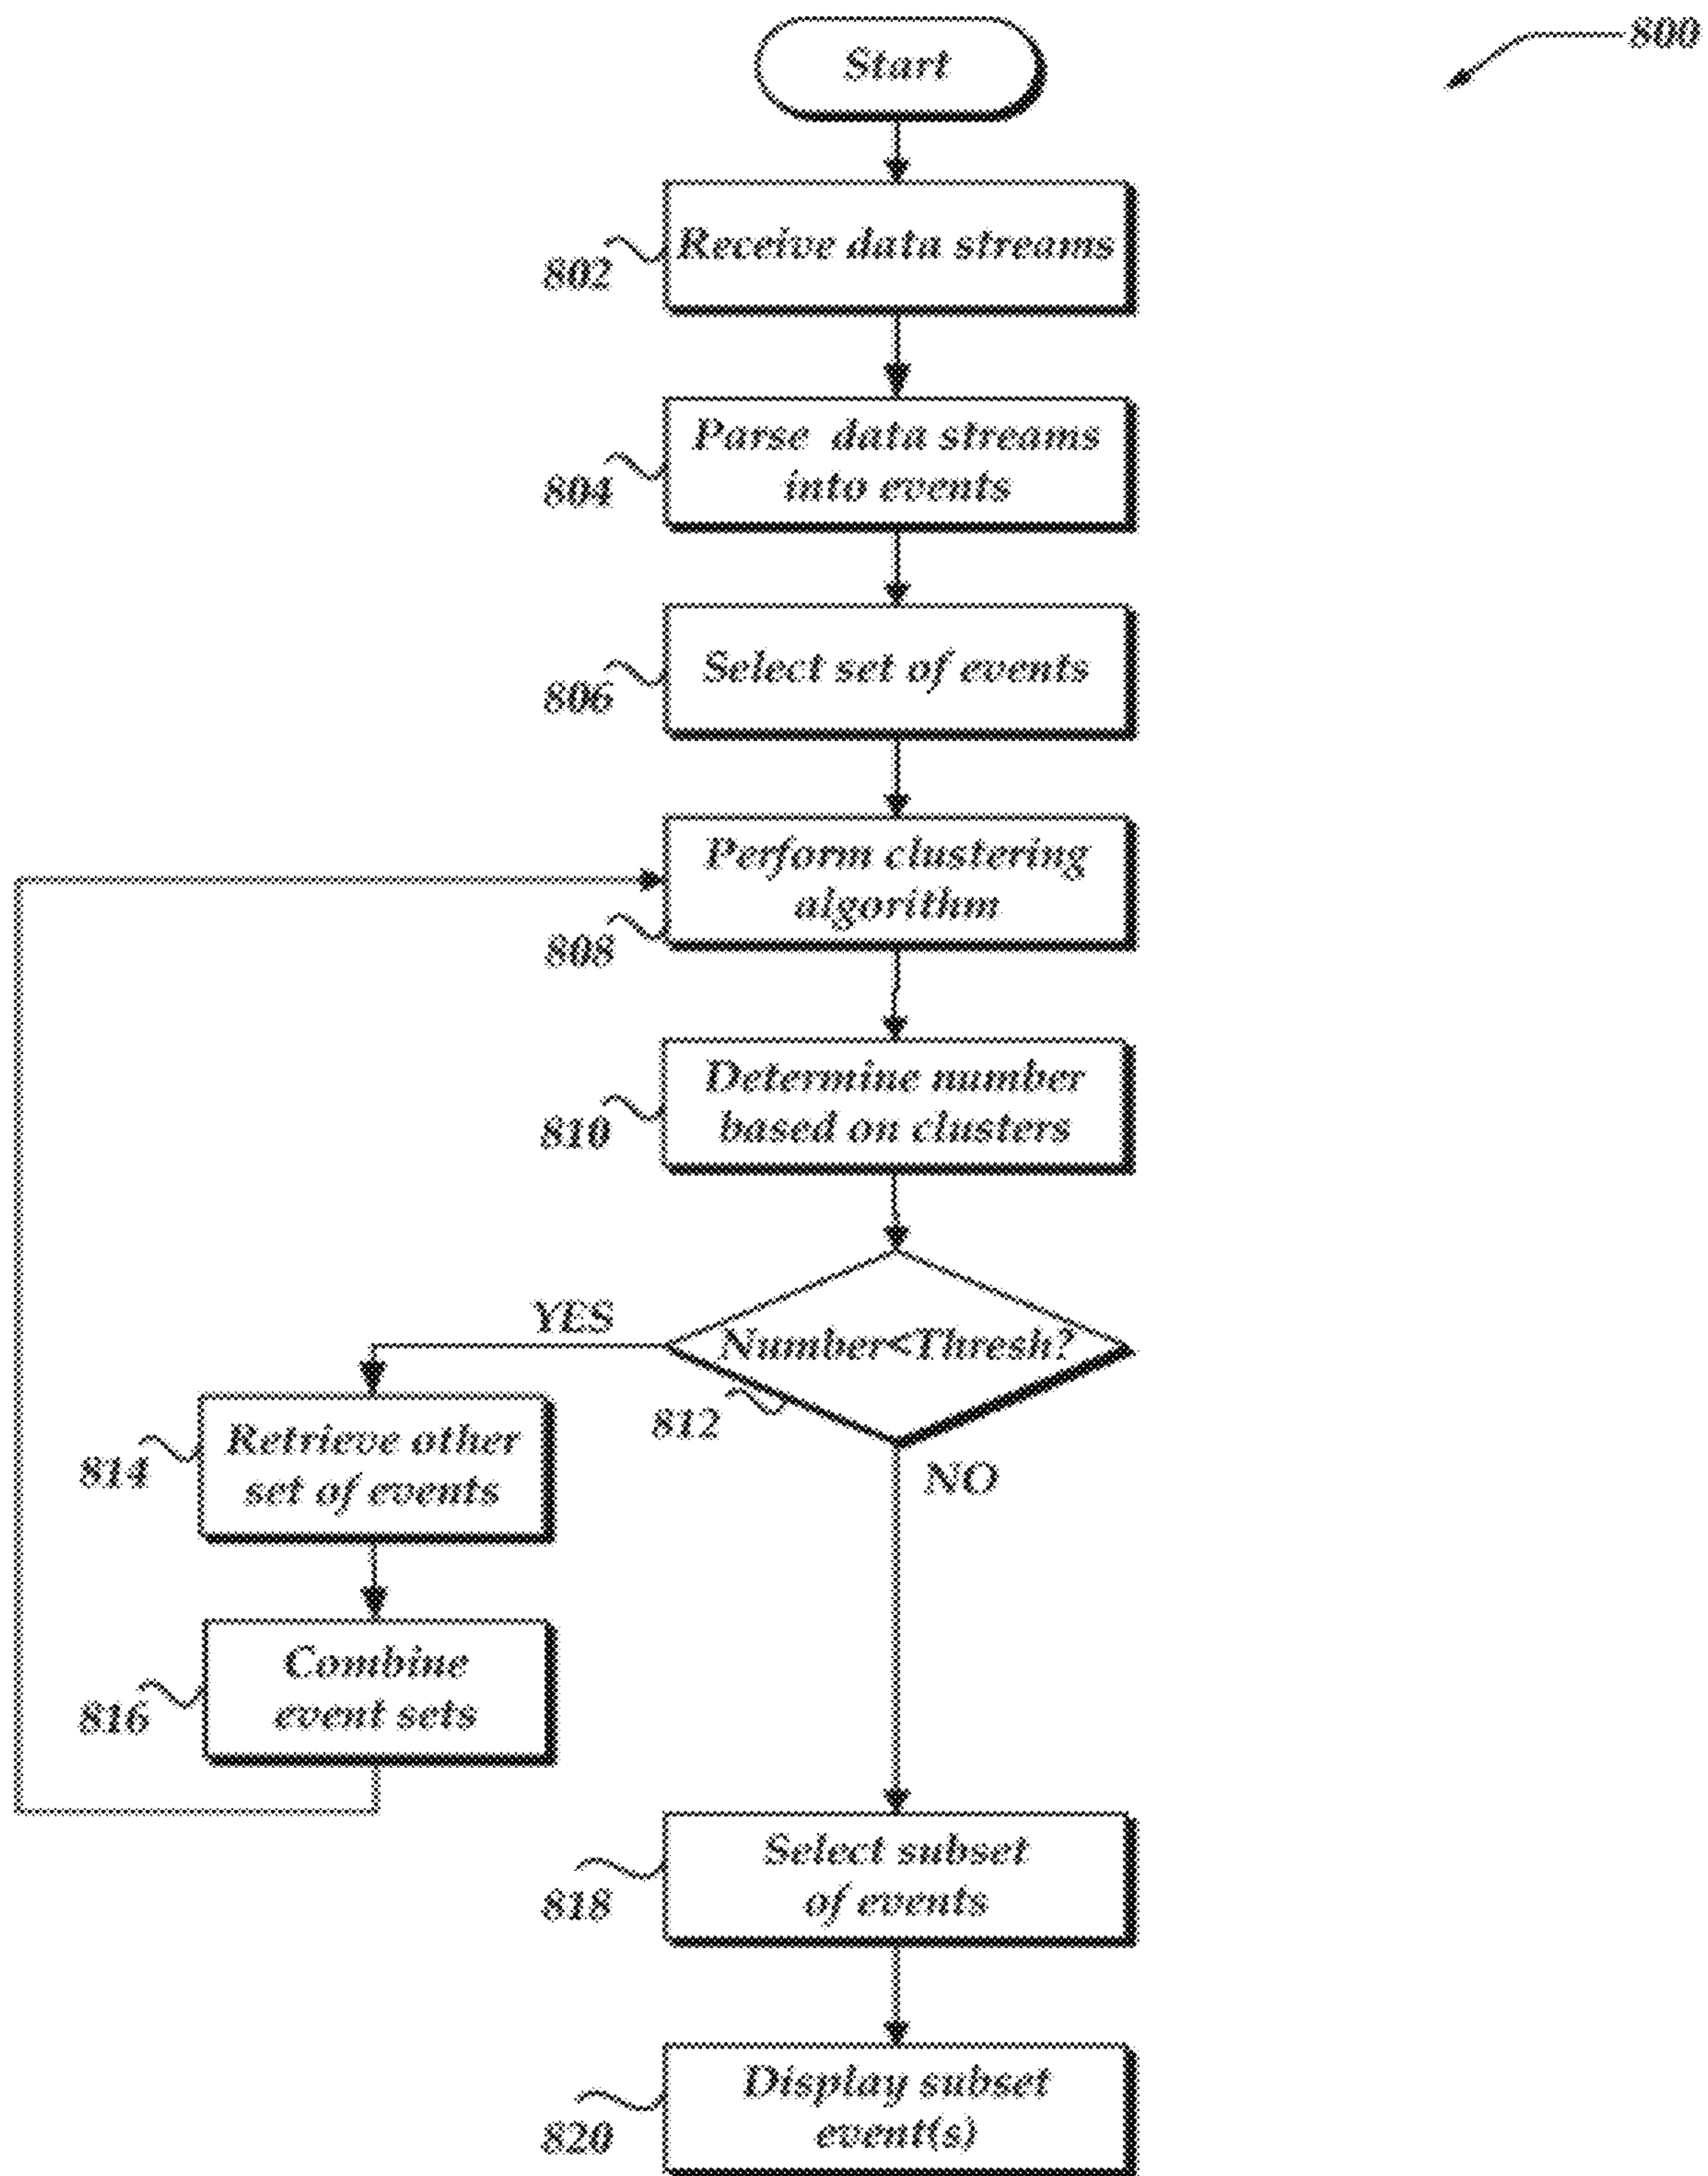 800
Start
Receive data streams
802
Parse data streams
into events
804
Select set of events
806
Perform clustering
algorithm
808
Determine number
based on clusters
810
YES
Number<Thresh?
812
NO
Retrieve other
set of events
814
Combine
event sets
816
Select subset
of events
818
Display subset
event(s)
820